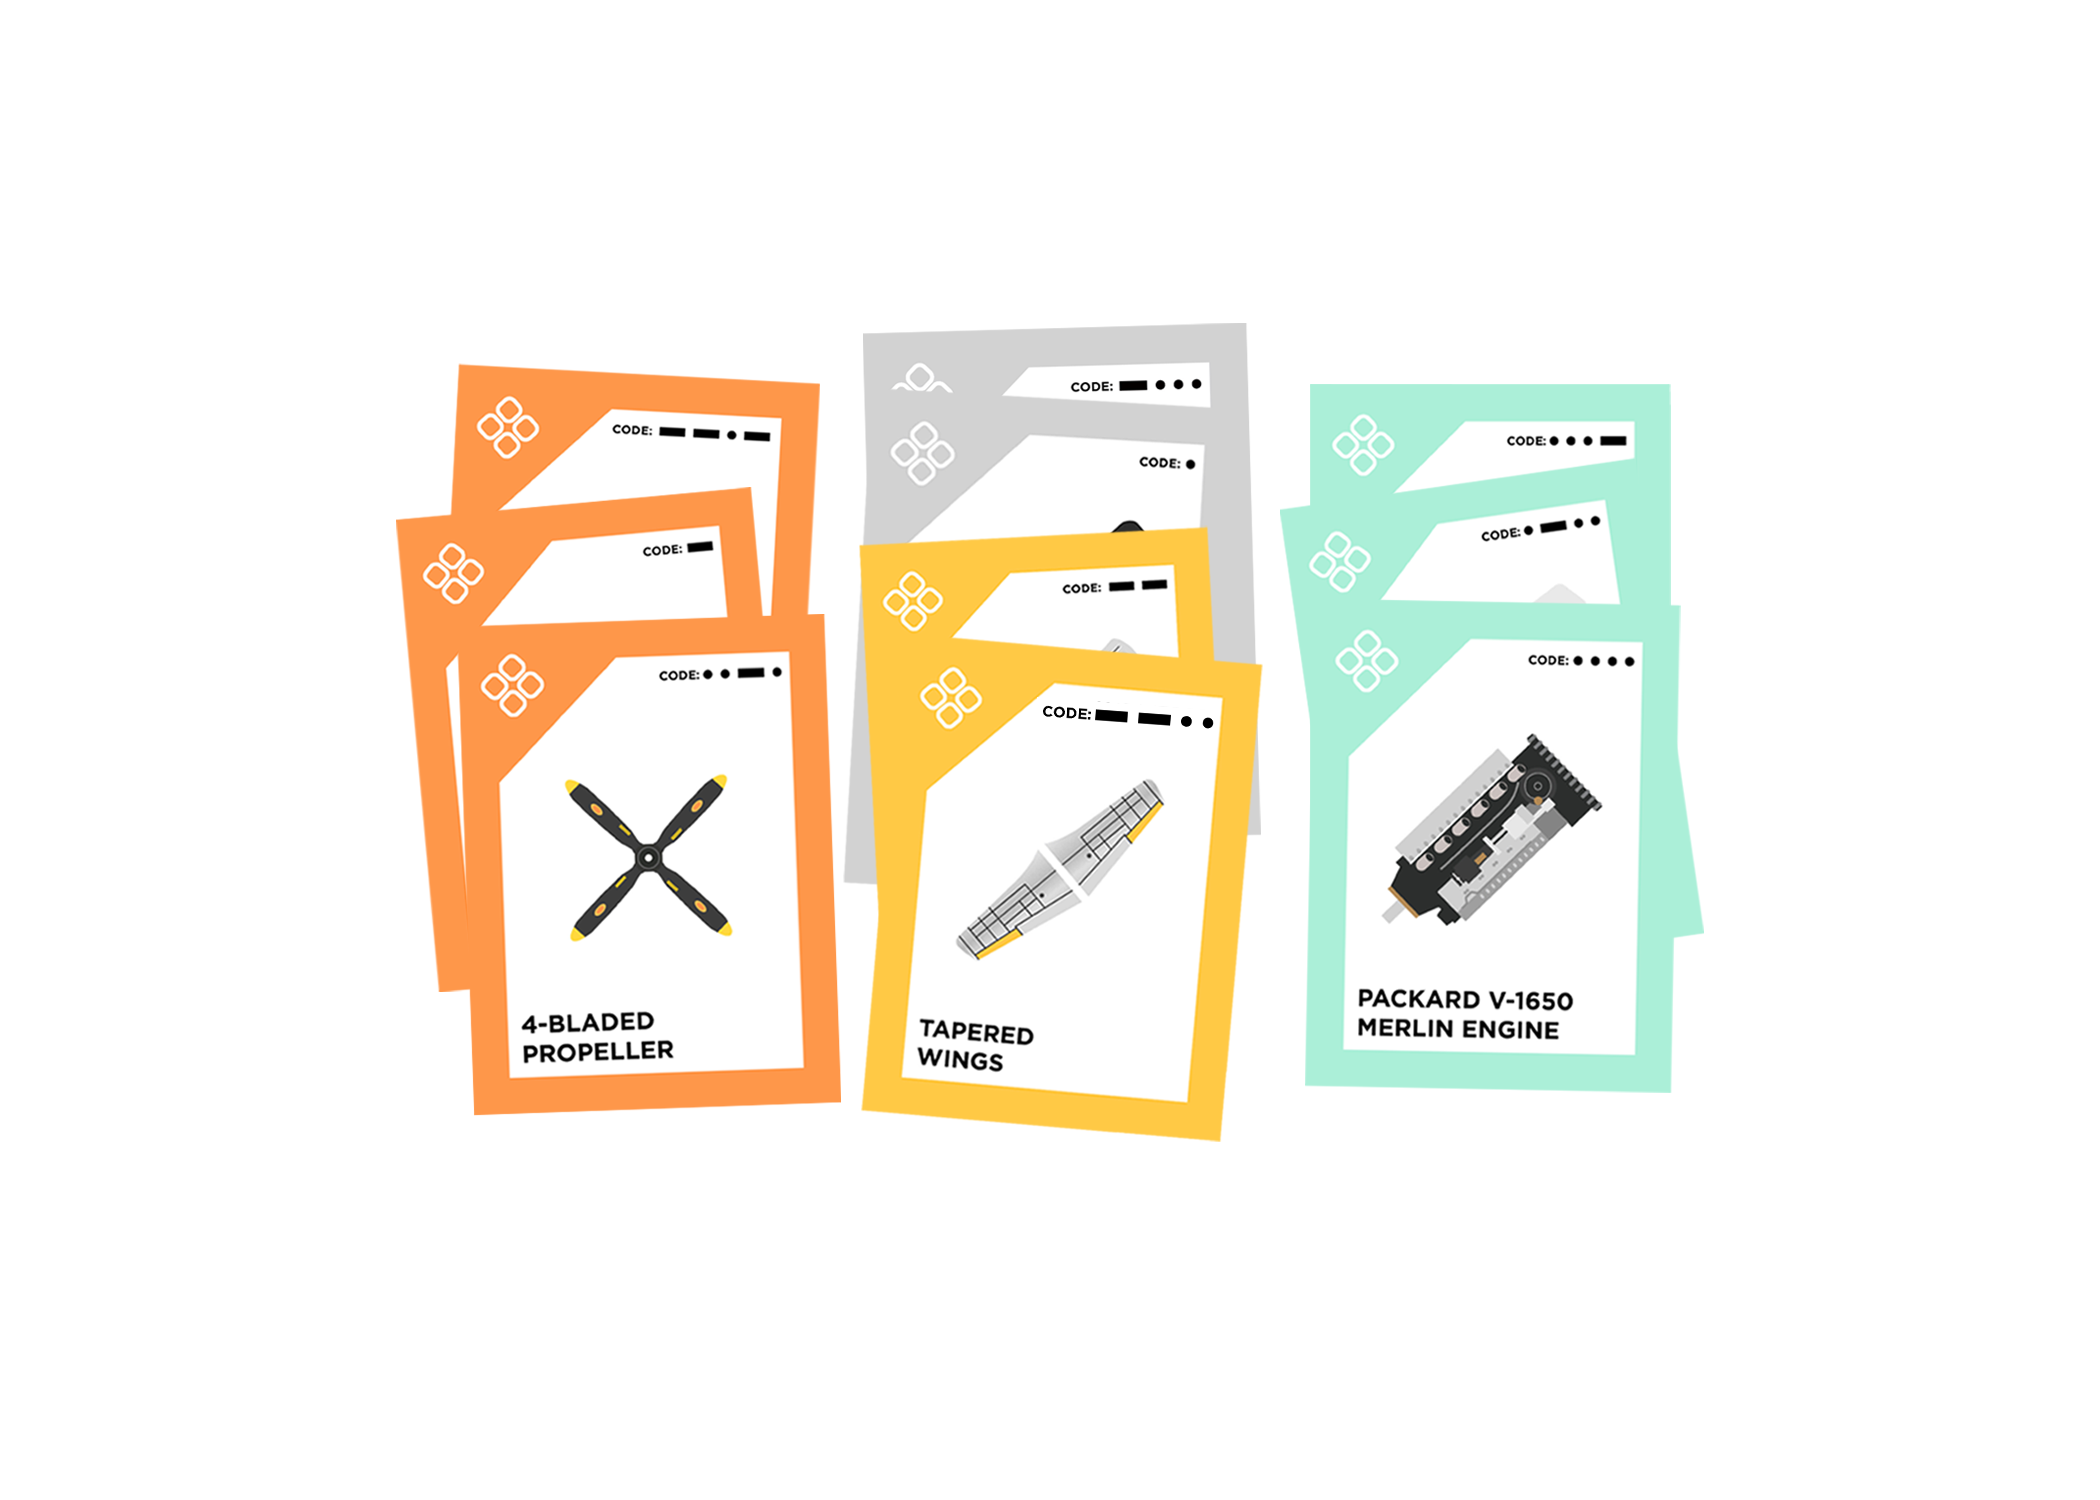 CODE: ▬ ▬ • ▬
CODE: ▬
CODE: • • ▬ •
4-BLADED
PROPELLER
CODE: ▬ • • •
CODE: •
CODE: ▬ ▬
CODE: ▬ ▬ • •
TAPERED
WINGS
CODE: • • • ▬
CODE: • ▬ • •
CODE: • • • •
PACKARD V-1650
MERLIN ENGINE